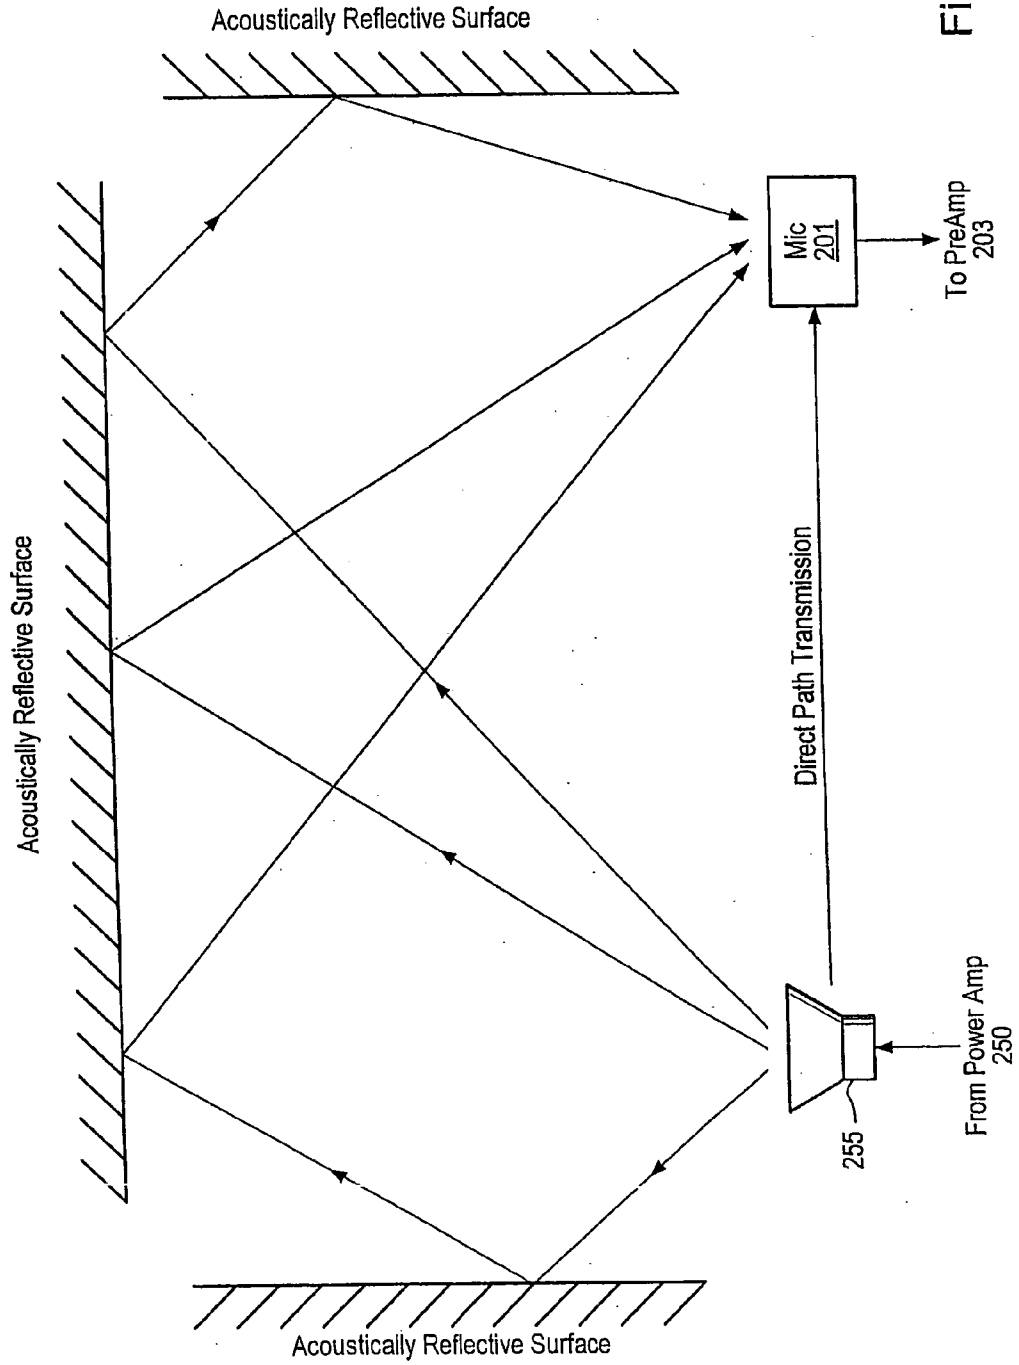 Acoustically Reflective Surface
Acoustically Reflective Surface
Acoustically Reflective Surface
Direct Path Transmission
Mic
201
To PreAmp
203
255
From Power Amp
250
Fi